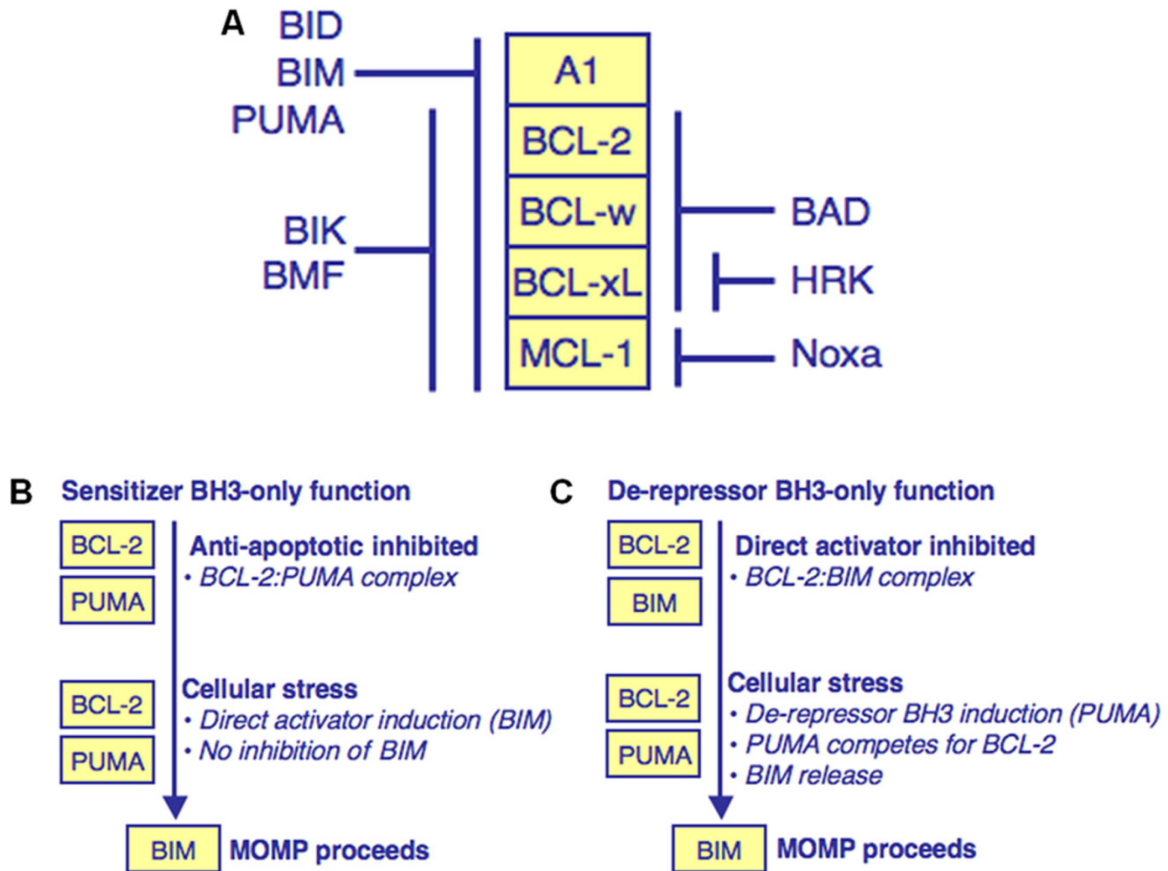 A
BID
BIM
PUMA
BIK
BMF
A1
BCL-2
BCL-w
BCL-xL
MCL-1
BAD
HRK
Noxa
B Sensitizer BH3-only function
BCL-2
PUMA
Anti-apoptotic inhibited
• BCL-2:PUMA complex
BCL-2
PUMA
Cellular stress
• Direct activator induction (BIM)
• No inhibition of BIM
BIM MOMP proceeds
C De-repressor BH3-only function
BCL-2
BIM
Direct activator inhibited
• BCL-2:BIM complex
BCL-2
PUMA
Cellular stress
• De-repressor BH3 induction (PUMA)
• PUMA competes for BCL-2
• BIM release
BIM MOMP proceeds